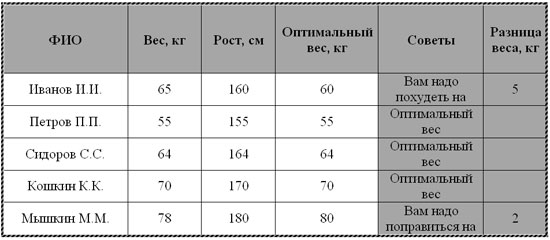 ФИО Вес, кг Рост, см Оптимальный вес, кг Советы Разница веса, кг
Иванов И.И. 65 160 60 Вам надо похудеть на 5
Петров П.П. 55 155 55 Оптимальный вес
Сидоров С.С. 64 164 64 Оптимальный вес
Кошкин К.К. 70 170 70 Оптимальный вес
Мышкин М.М. 78 180 80 Вам надо поправиться на 2